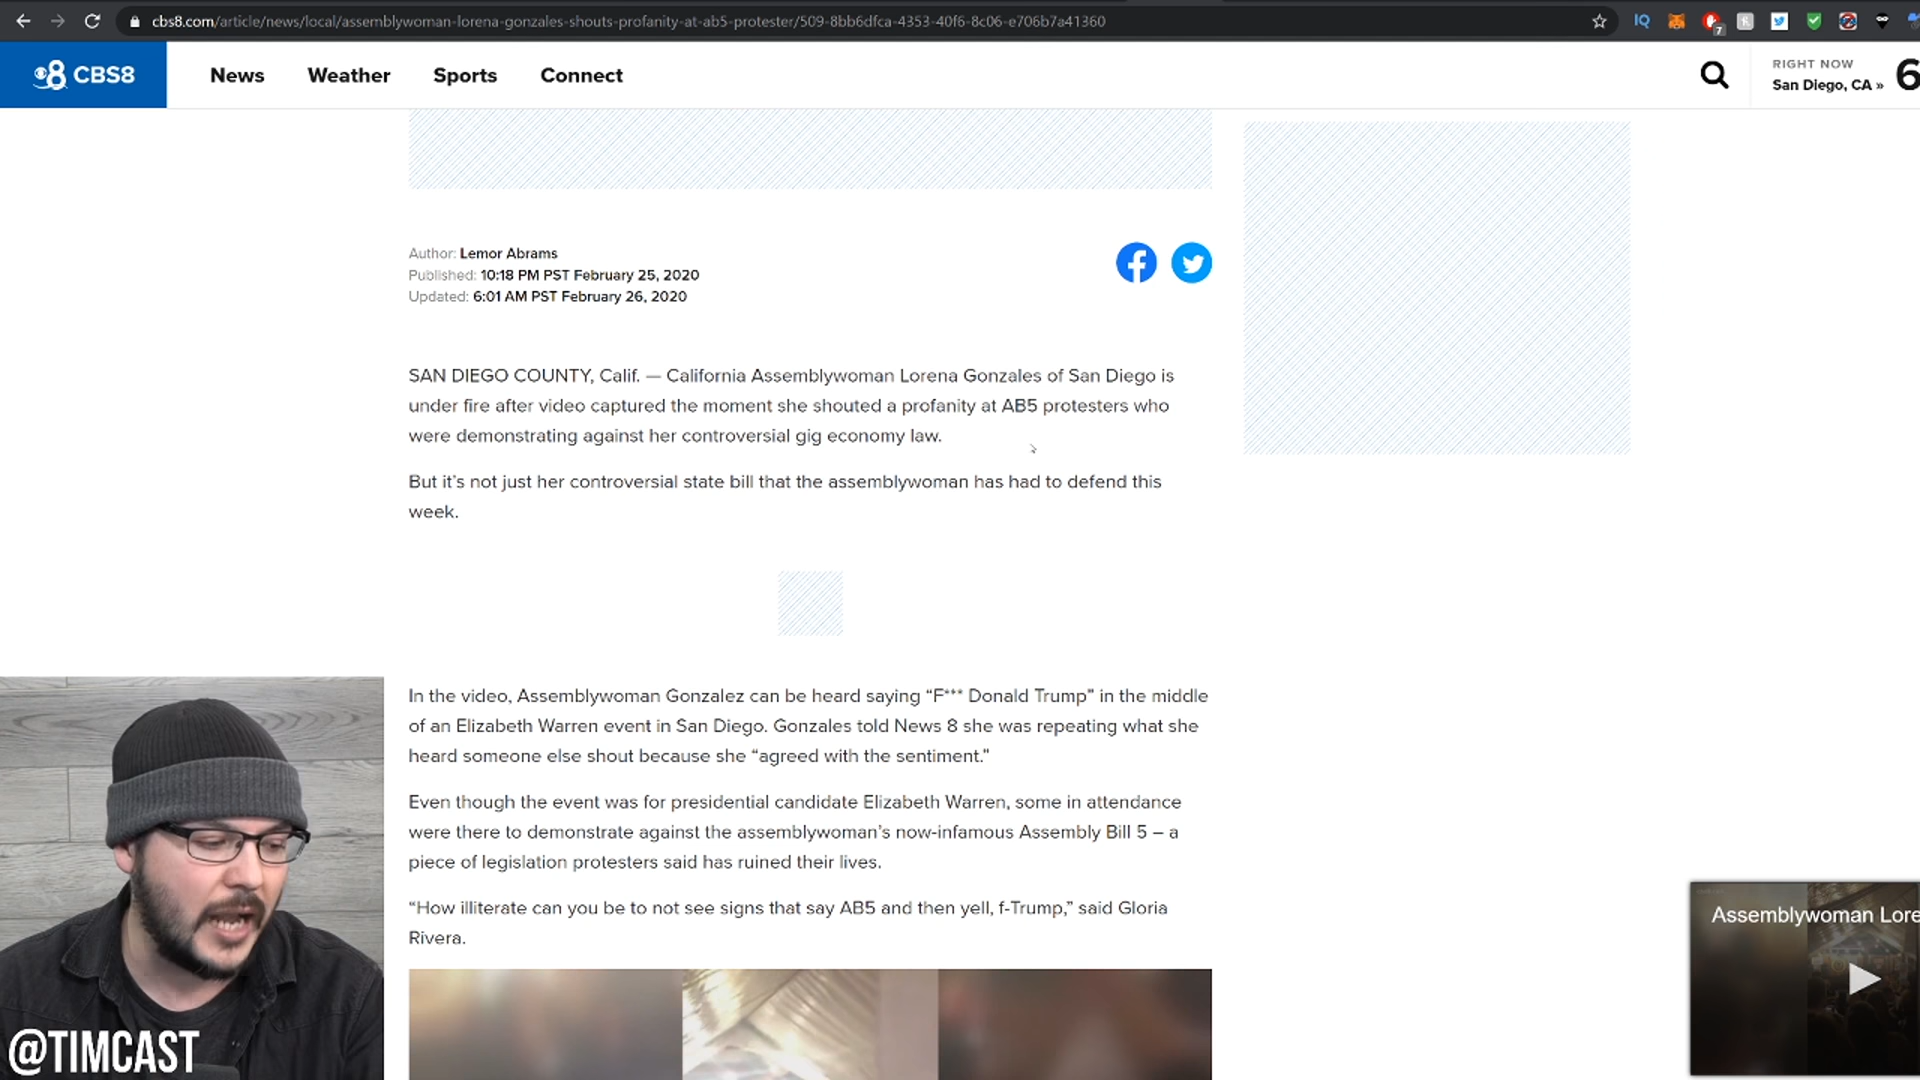 cbs8.com/article/news/local/assemblywoman-lorena-gonzales-shouts-profanity-at-ab5-protester/509-8bb6dfca-4353-40f6-8c06-e706b7a41360
IQ
7
8 CBS8
News
Weather
Sports
Connect
RIGHT NOW
San Diego, CA »
6
Author: Lemor Abrams
Published: 10:18 PM PST February 25, 2020
Updated: 6:01 AM PST February 26, 2020
SAN DIEGO COUNTY, Calif. — California Assemblywoman Lorena Gonzales of San Diego is
under fire after video captured the moment she shouted a profanity at AB5 protesters who
were demonstrating against her controversial gig economy law.
But it's not just her controversial state bill that the assemblywoman has had to defend this
week.
In the video, Assemblywoman Gonzalez can be heard saying “F*** Donald Trump” in the middle
of an Elizabeth Warren event in San Diego. Gonzales told News 8 she was repeating what she
heard someone else shout because she “agreed with the sentiment.”
Even though the event was for presidential candidate Elizabeth Warren, some in attendance
were there to demonstrate against the assemblywoman’s now-infamous Assembly Bill 5 – a
piece of legislation protesters said has ruined their lives.
“How illiterate can you be to not see signs that say AB5 and then yell, f-Trump,” said Gloria
Rivera.
Assemblywoman Lore
@TIMCAST